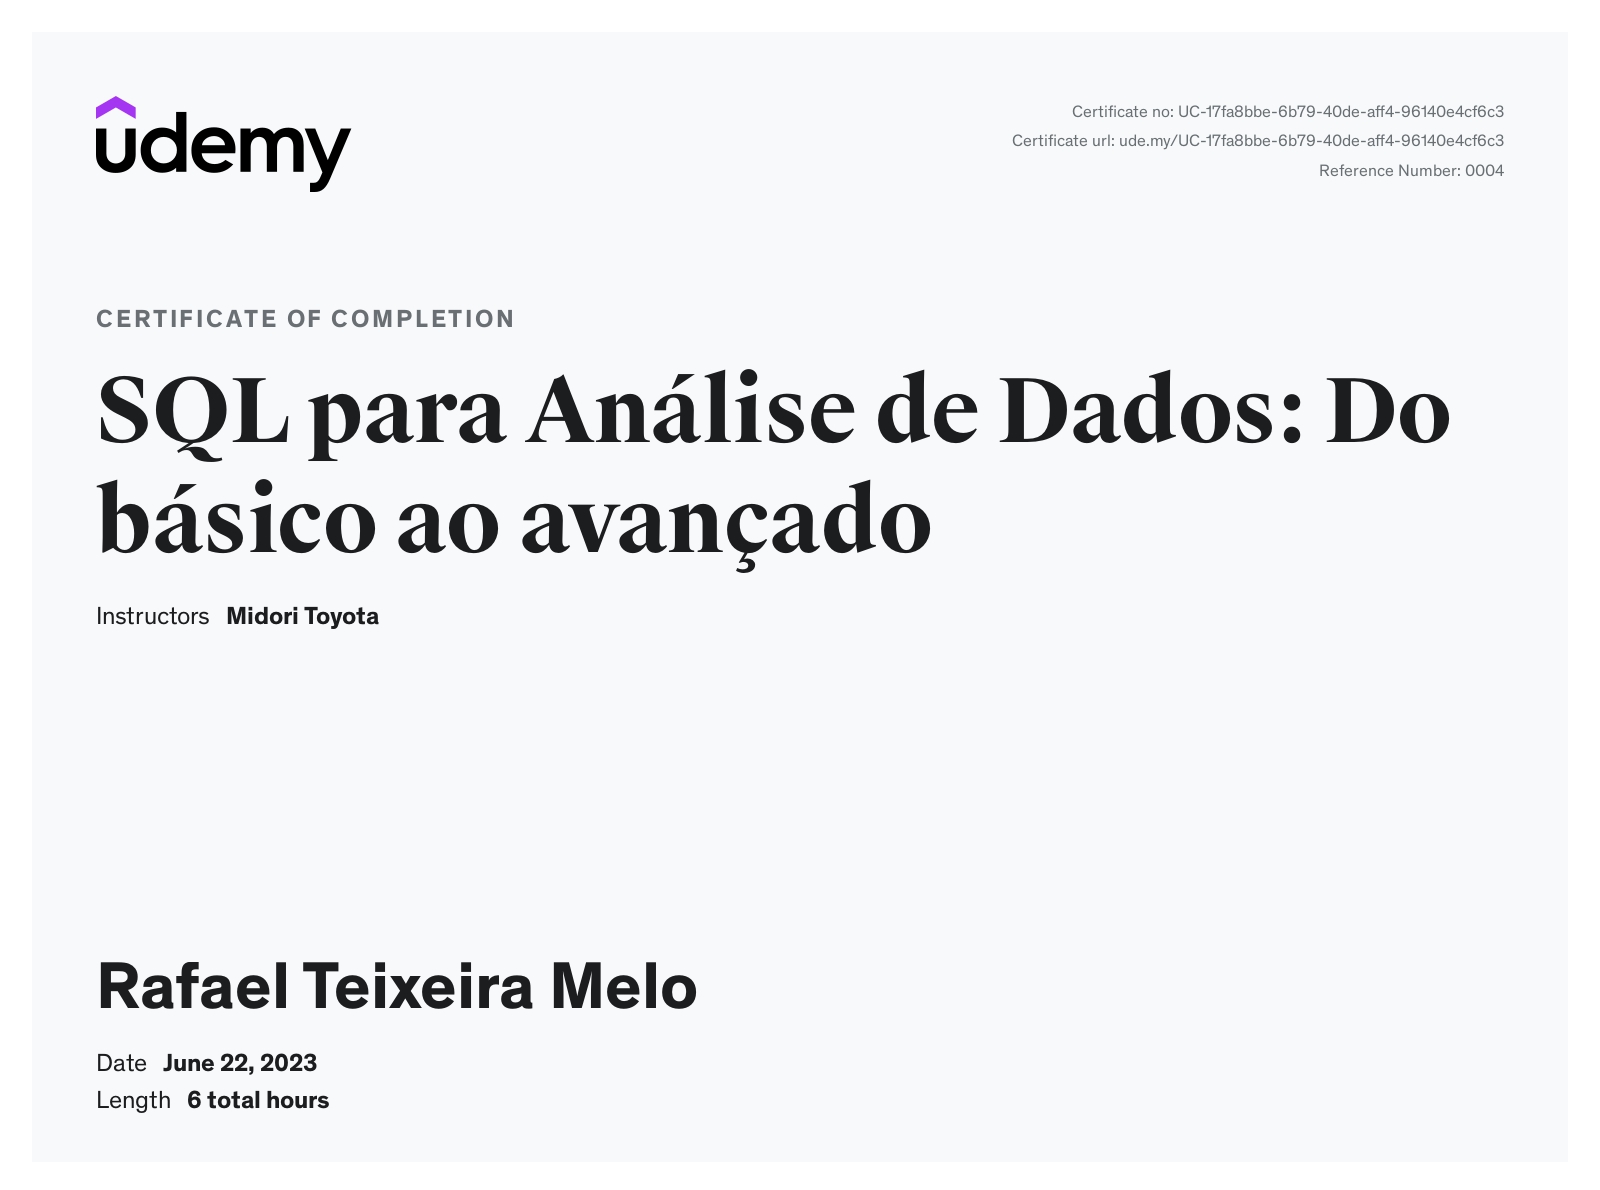 udemy
Certificate no: UC-17fa8bbe-6b79-40de-aff4-96140e4cf6c3
Certificate url: ude.my/UC-17fa8bbe-6b79-40de-aff4-96140e4cf6c3
Reference Number: 0004
CERTIFICATE OF COMPLETION
SQL para Análise de Dados: Do
básico ao avançado
Instructors Midori Toyota
Rafael Teixeira Melo
Date June 22, 2023
Length 6 total hours